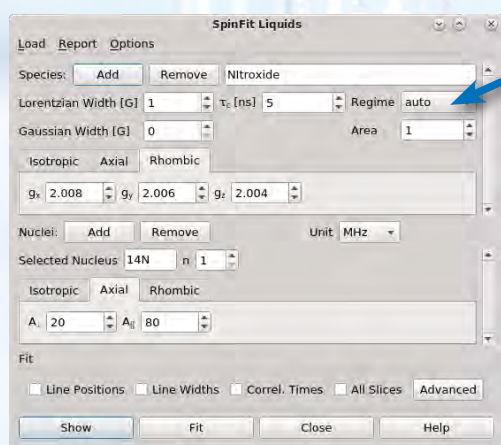 SpinFit Liquids
Load Report Options
Species: Add Remove NItroxide
Lorentzian Width [G] 1 τc [ns] 5 Regime auto
Gaussian Width [G] 0 Area 1
Isotropic Axial Rhombic
gx 2.008 gy 2.006 gz 2.004
Nuclei: Add Remove Unit MHz
Selected Nucleus 14N n 1
Isotropic Axial Rhombic
A⊥ 20 A∥ 80
Fit
Line Positions Line Widths Correl. Times All Slices Advanced
Show Fit Close Help